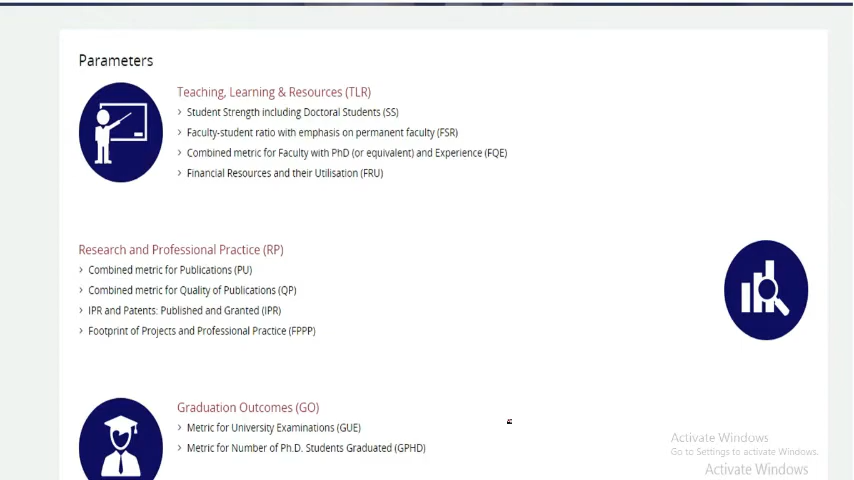 Parameters
Teaching, Learning & Resources (TLR)
Student Strength including Doctoral Students (SS)
Faculty-student ratio with emphasis on permanent faculty (FSR)
Combined metric for Faculty with PhD (or equivalent) and Experience (FQE)
Financial Resources and their Utilisation (FRU)
Research and Professional Practice (RP)
Combined metric for Publications (PU)
Combined metric for Quality of Publications (QP)
IPR and Patents: Published and Granted (IPR)
Footprint of Projects and Professional Practice (FPPP)
Graduation Outcomes (GO)
Metric for University Examinations (GUE)
Metric for Number of Ph.D. Students Graduated (GPHD)
Activate Windows
Go to Settings to activate Windows.
Activate Windows